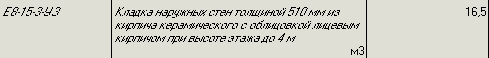 Е8-15-3-УЗ Кладка наружных стен толщиной 510 мм из 16,5
кирпича керамического с облицовкой лицевым
кирпичом при высоте этажа до 4 м
м3